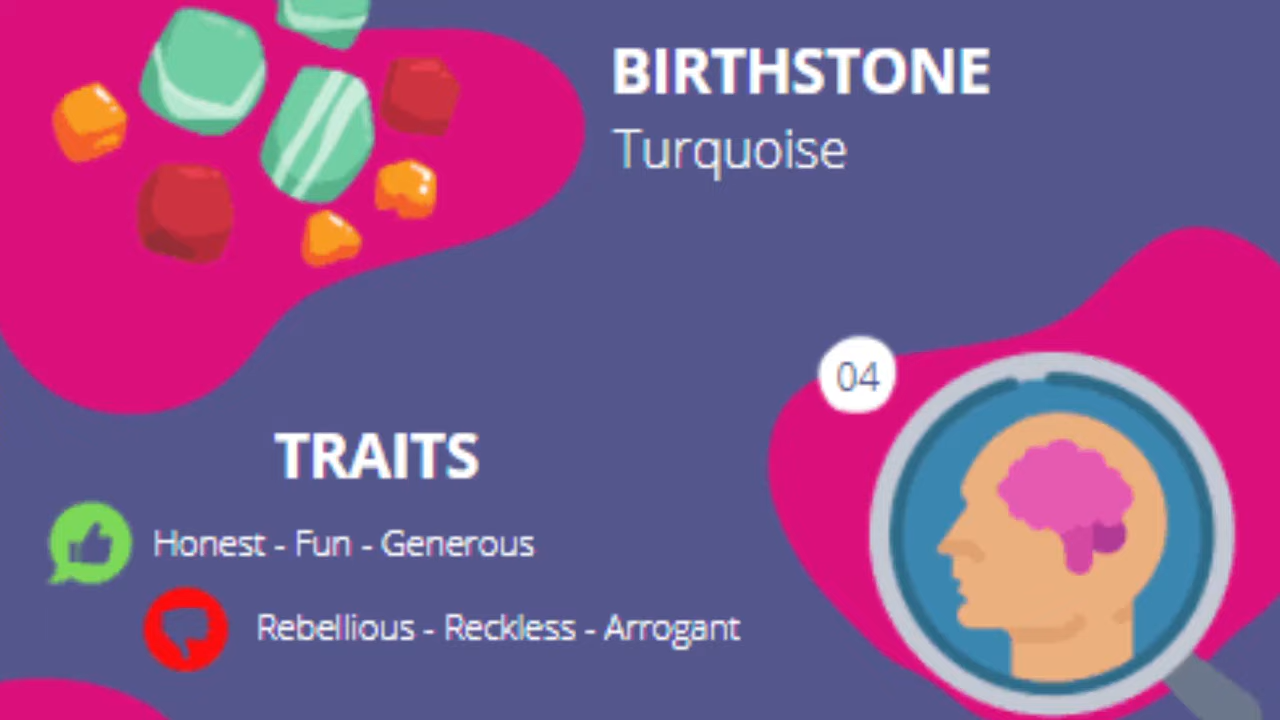 BIRTHSTONE
Turquoise
04
TRAITS
Honest - Fun - Generous
Rebellious - Reckless - Arrogant